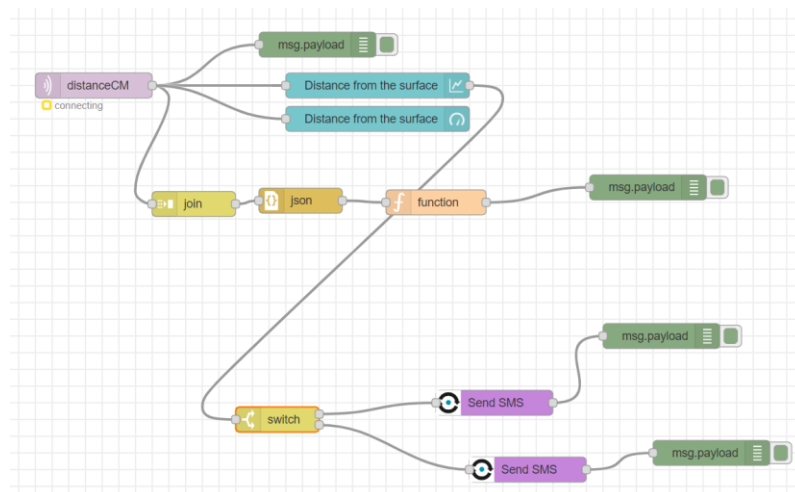 msg.payload
distanceCM
connecting
Distance from the surface
Distance from the surface
join
json
function
msg.payload
msg.payload
switch
Send SMS
Send SMS
msg.payload